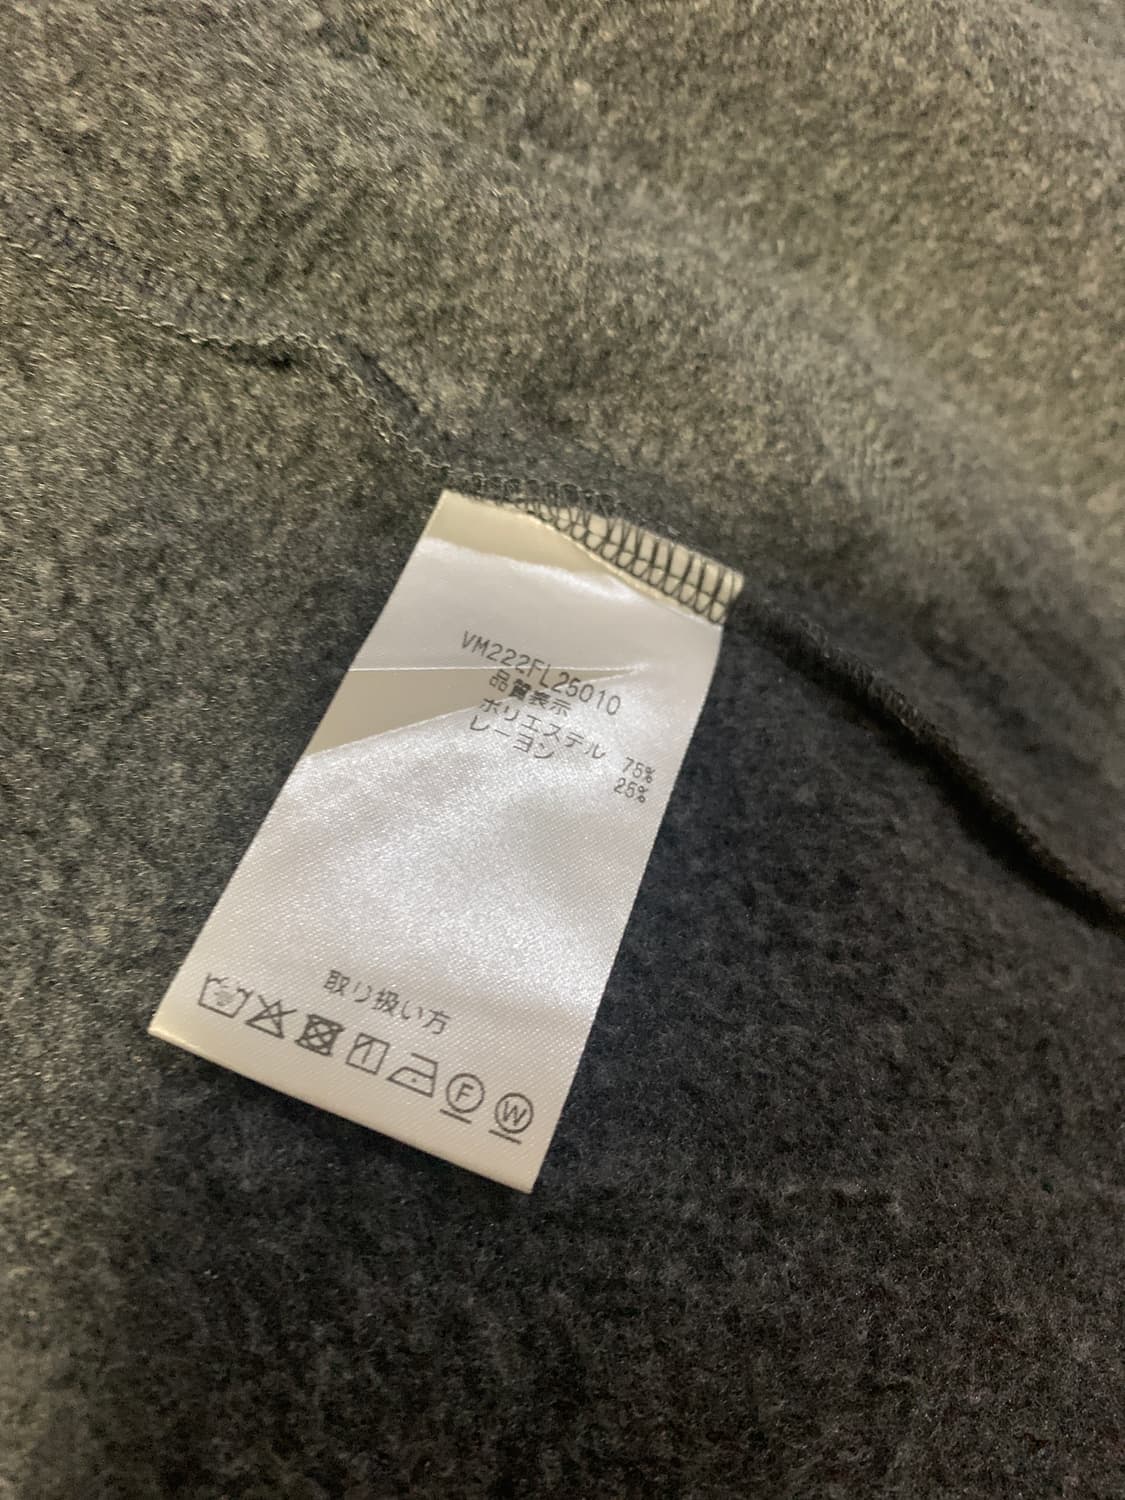 VM222FL25010
品質表示
ポリエステル 75%
レーヨン 25%
取り扱い方
F W